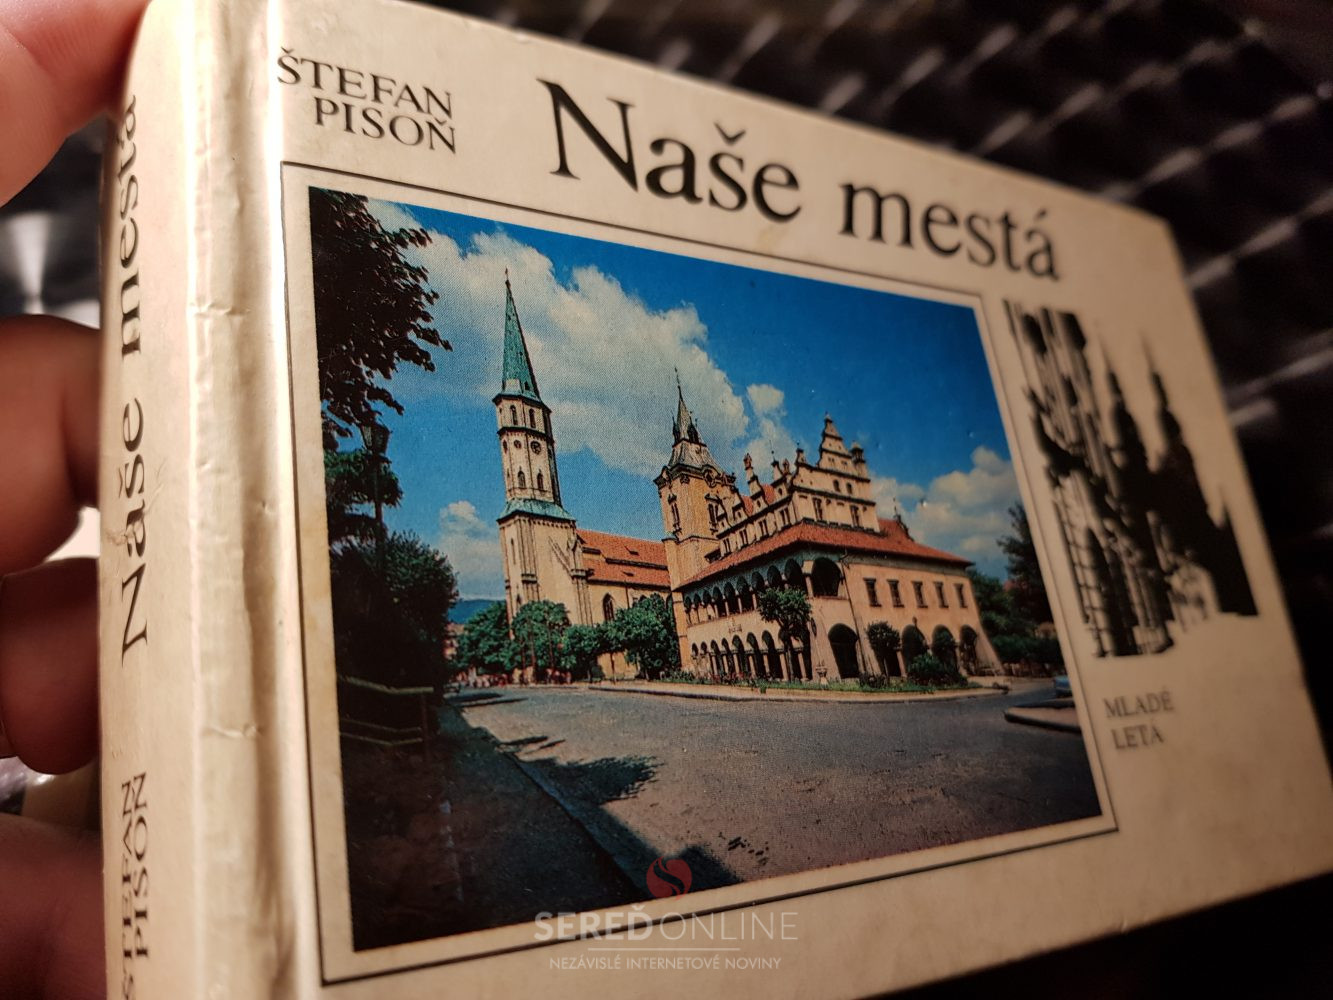 ŠTEFAN
PISOŇ
Naše mestá
MLADÉ
LETÁ
Naše mestá
ŠTEFAN
PISOŇ
SEREĎONLINE
NEZÁVISLÉ INTERNETOVÉ NOVINY